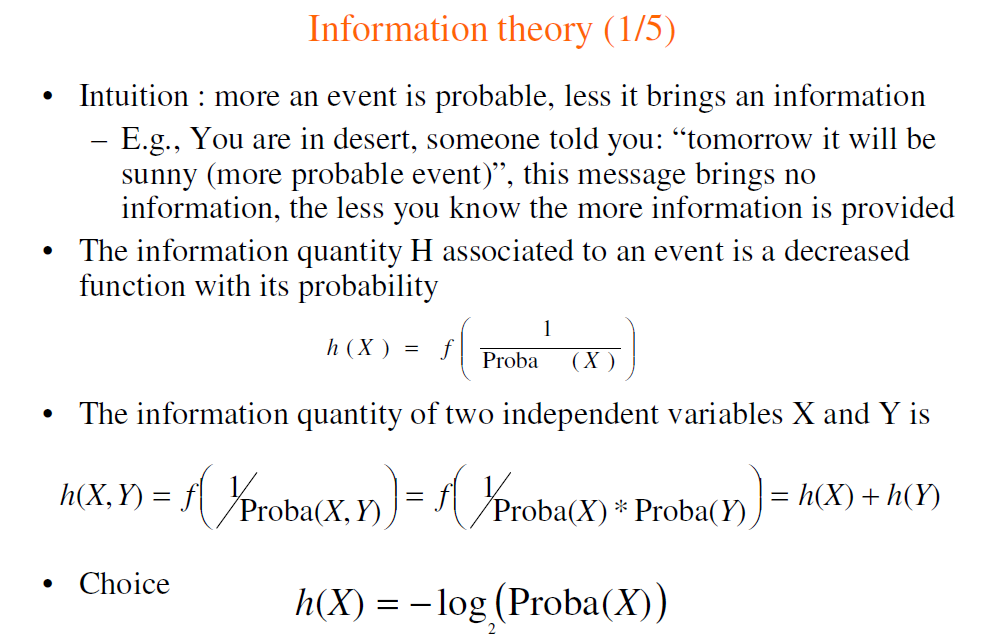 Information theory (1/5)
• Intuition : more an event is probable, less it brings an information
– E.g., You are in desert, someone told you: “tomorrow it will be
sunny (more probable event)”, this message brings no
information, the less you know the more information is provided
• The information quantity H associated to an event is a decreased
function with its probability
h (X) = f( 1 / Proba (X) )
• The information quantity of two independent variables X and Y is
h(X,Y) = f( 1/Proba(X,Y) ) = f( 1/Proba(X) * Proba(Y) ) = h(X) + h(Y)
• Choice
h(X) = −log₂(Proba(X))